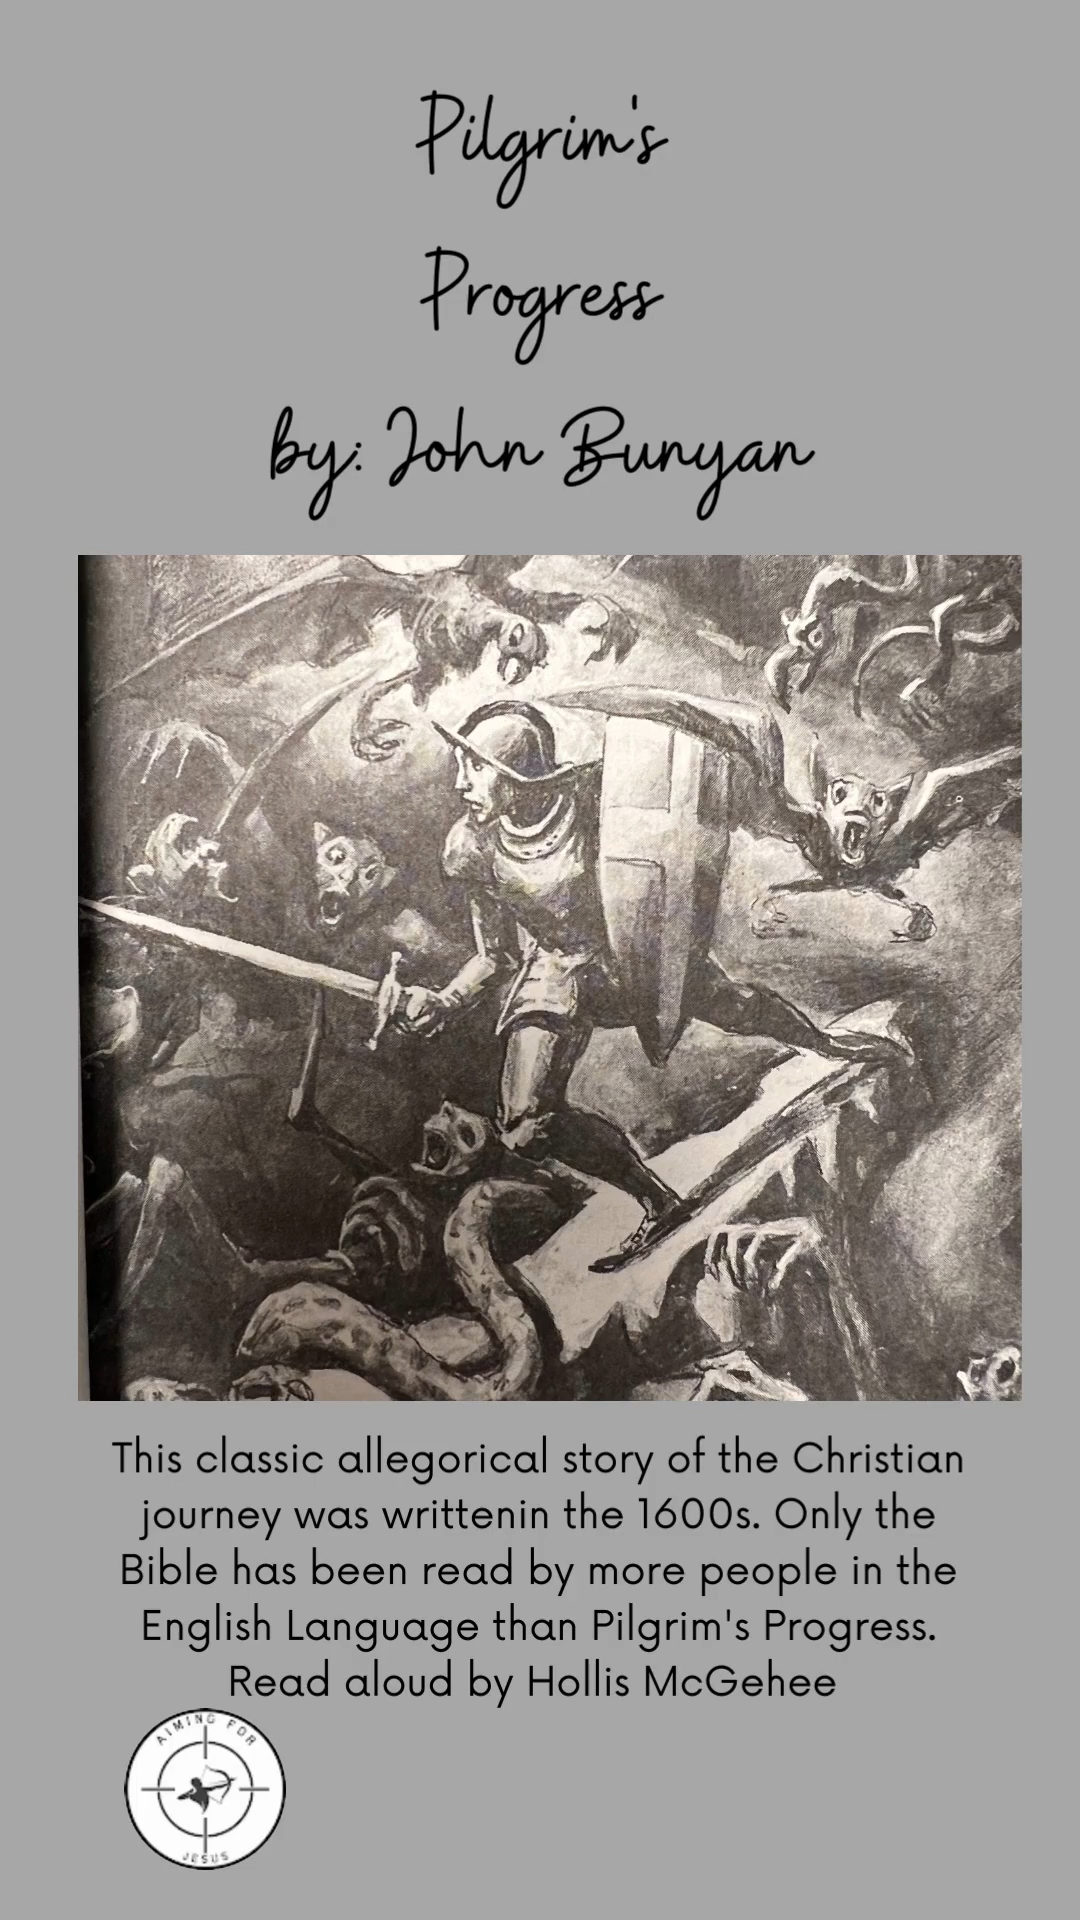 Pilgrim's
Progress
by: John Bunyan
This classic allegorical story of the Christian
journey was writtenin the 1600s. Only the
Bible has been read by more people in the
English Language than Pilgrim's Progress.
Read aloud by Hollis McGehee
AIMING FOR
JESUS